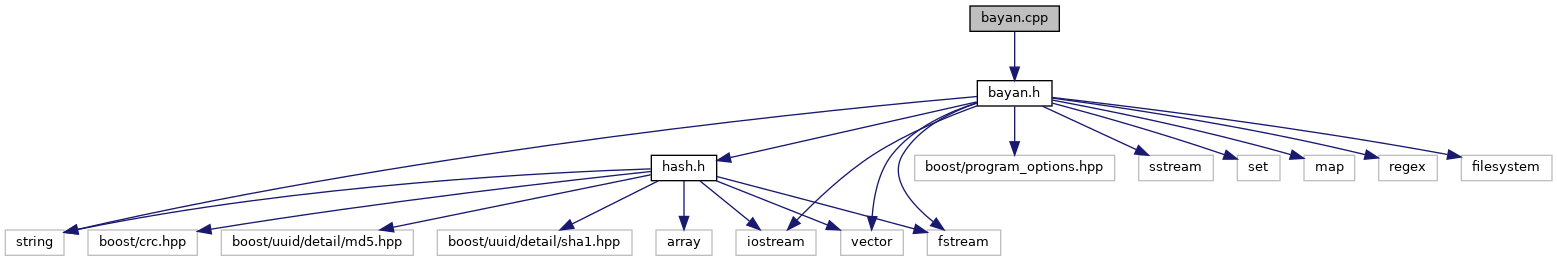 bayan.cpp
bayan.h
hash.h
boost/program_options.hpp
sstream
set
map
regex
filesystem
string
boost/crc.hpp
boost/uuid/detail/md5.hpp
boost/uuid/detail/sha1.hpp
array
iostream
vector
fstream